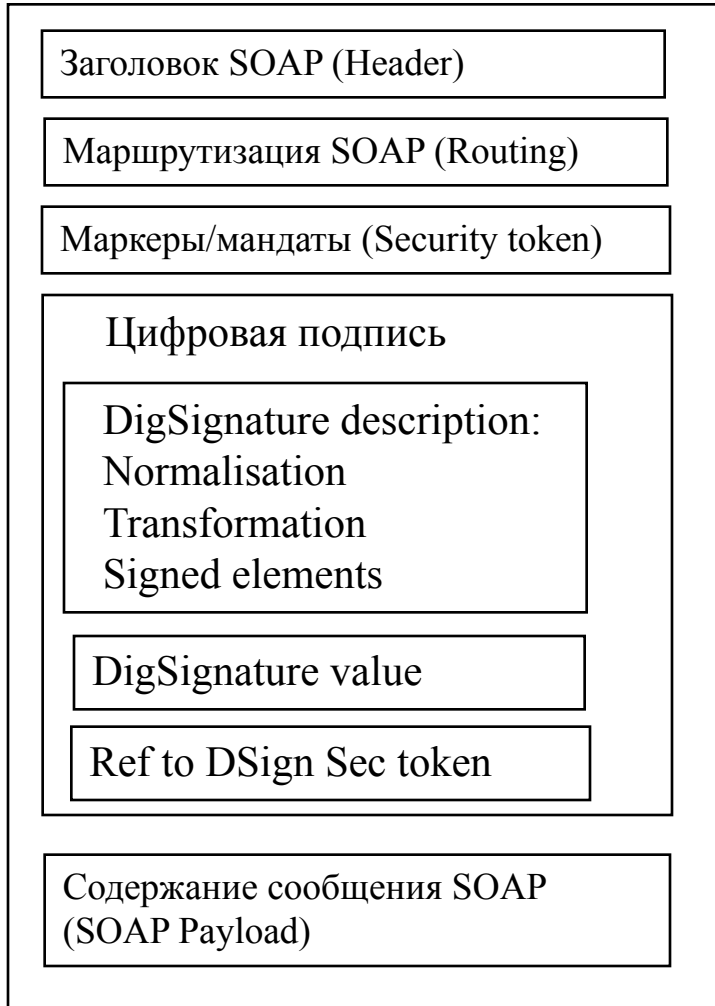 Заголовок SOAP (Header)
Маршрутизация SOAP (Routing)
Маркеры/мандаты (Security token)
Цифровая подпись
DigSignature description:
Normalisation
Transformation
Signed elements
DigSignature value
Ref to DSign Sec token
Содержание сообщения SOAP
(SOAP Payload)